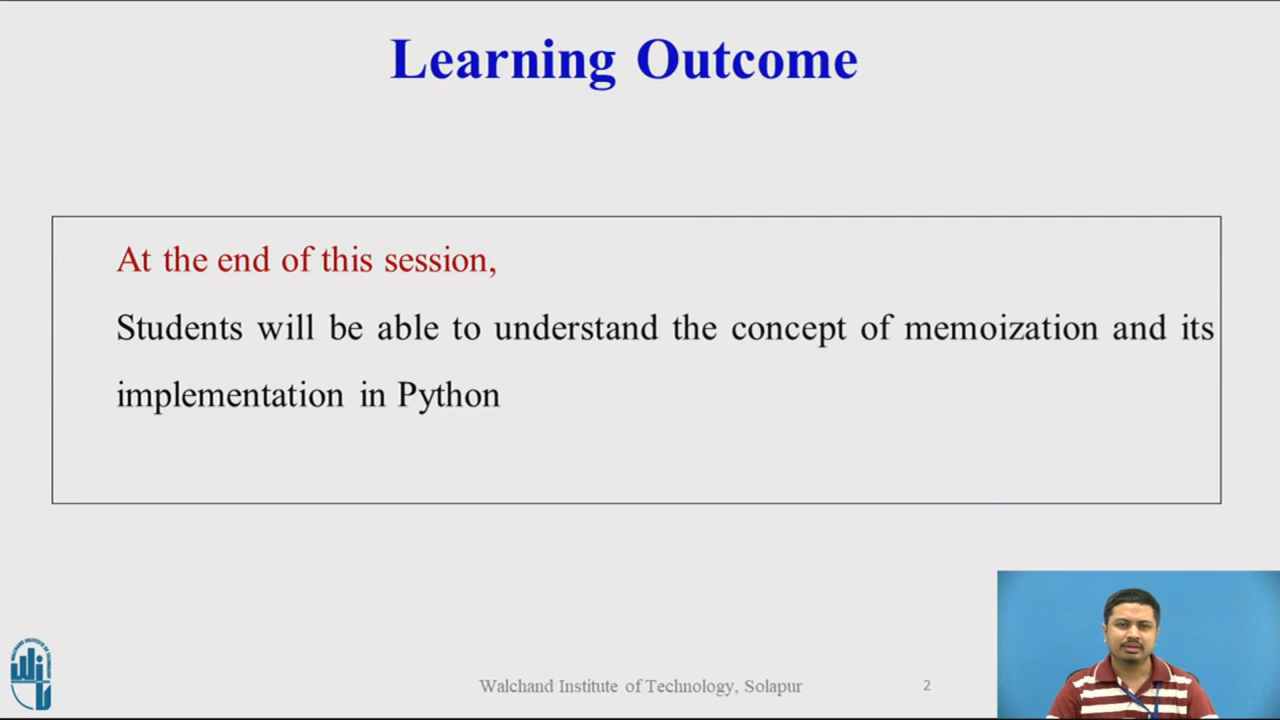 Learning Outcome
At the end of this session,
Students will be able to understand the concept of memoization and its
implementation in Python
Walchand Institute of Technology, Solapur
2